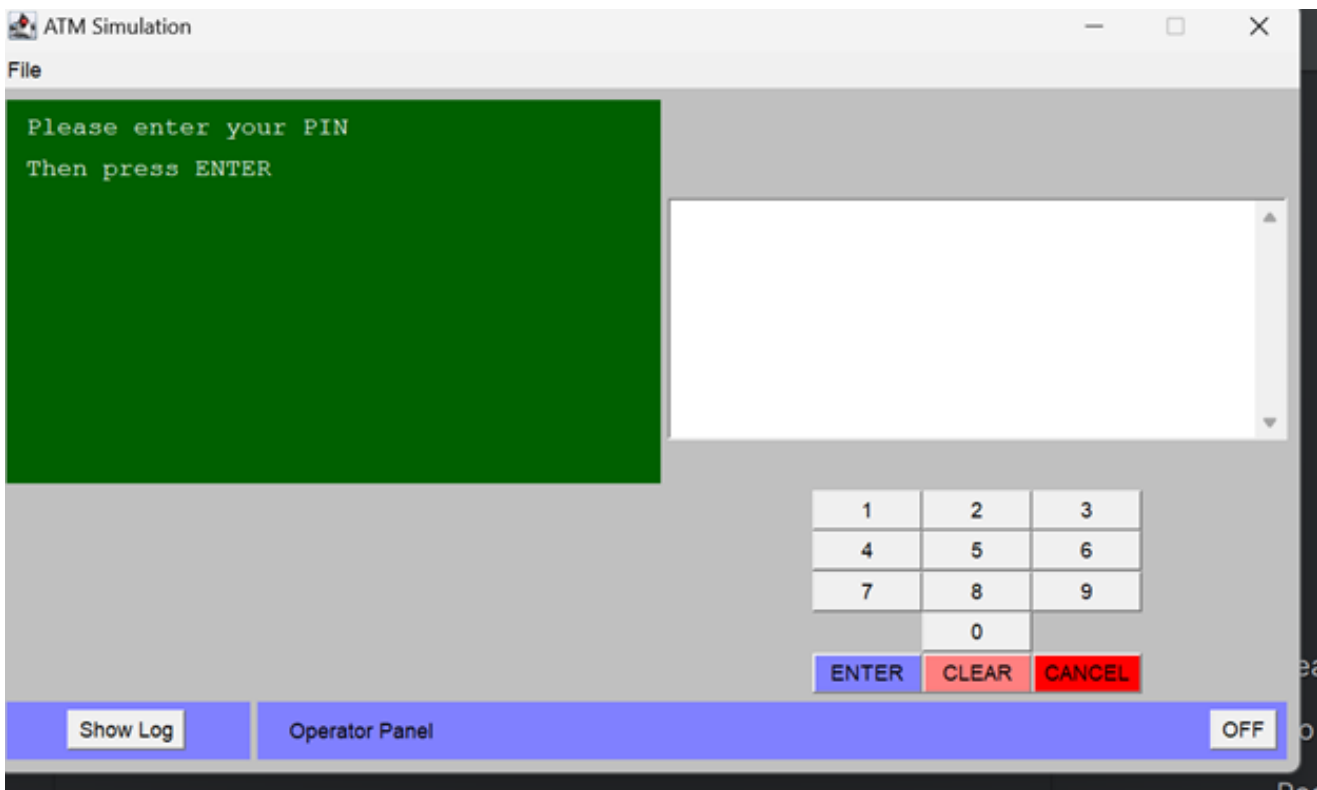 ATM Simulation
File
Please enter your PIN
Then press ENTER
1 2 3
4 5 6
7 8 9
0
ENTER CLEAR CANCEL
Show Log Operator Panel OFF